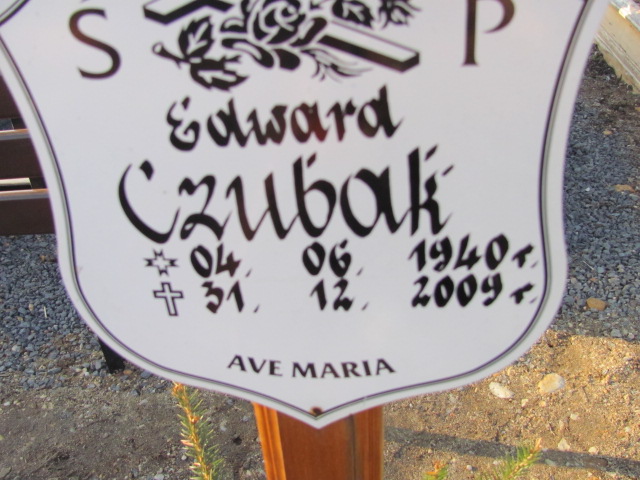 Ś P
Edward
Czubak
04. 06. 1940 r.
31. 12. 2009 r.
AVE MARIA